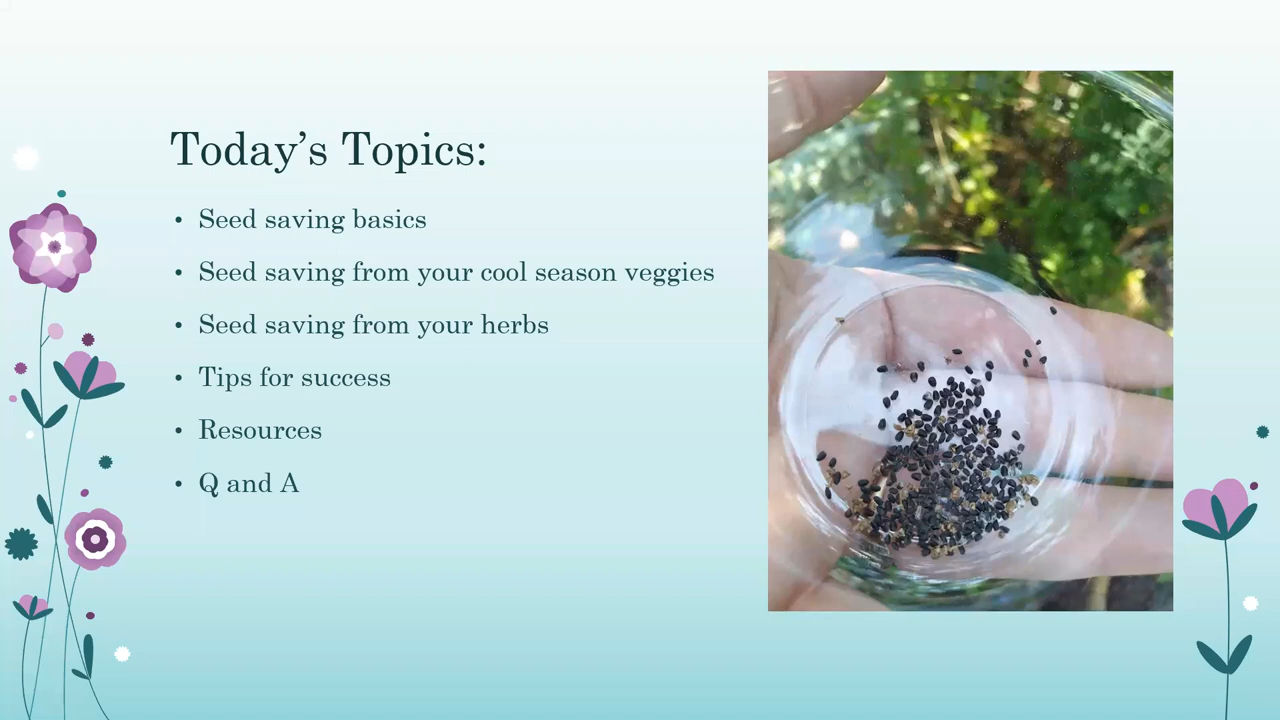 Today’s Topics:
• Seed saving basics
• Seed saving from your cool season veggies
• Seed saving from your herbs
• Tips for success
• Resources
• Q and A